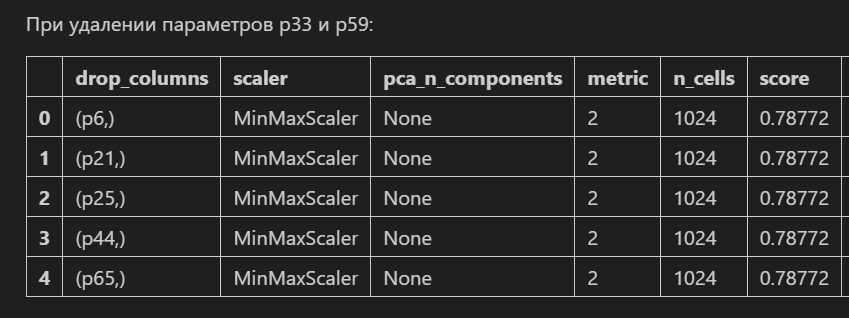 При удалении параметров p33 и p59:
drop_columns scaler pca_n_components metric n_cells score
0 (p6,) MinMaxScaler None 2 1024 0.78772
1 (p21,) MinMaxScaler None 2 1024 0.78772
2 (p25,) MinMaxScaler None 2 1024 0.78772
3 (p44,) MinMaxScaler None 2 1024 0.78772
4 (p65,) MinMaxScaler None 2 1024 0.78772